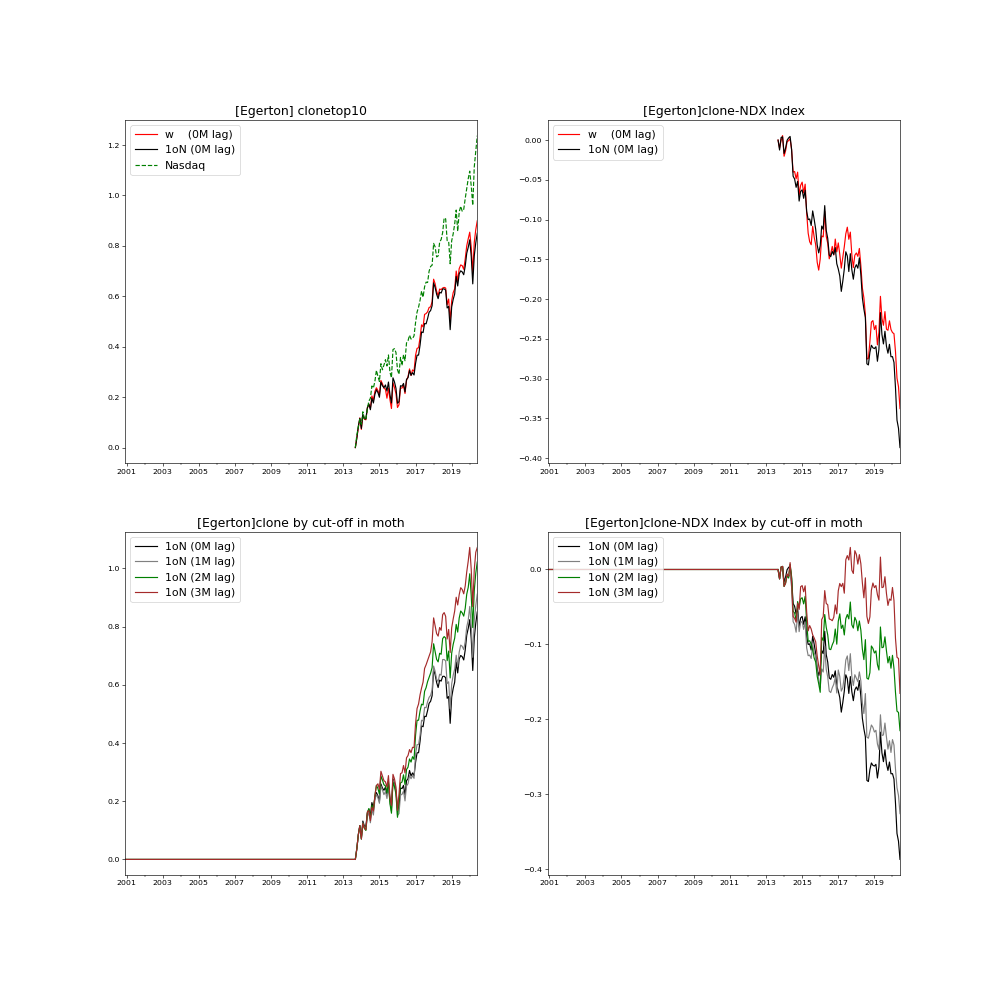 [Egerton] clonetop10
w    (0M lag)
1oN (0M lag)
Nasdaq
1.2
1.0
0.8
0.6
0.4
0.2
0.0
2001 2003 2005 2007 2009 2011 2013 2015 2017 2019
[Egerton]clone-NDX Index
w    (0M lag)
1oN (0M lag)
0.00
−0.05
−0.10
−0.15
−0.20
−0.25
−0.30
−0.35
−0.40
2001 2003 2005 2007 2009 2011 2013 2015 2017 2019
[Egerton]clone by cut-off in moth
1oN (0M lag)
1oN (1M lag)
1oN (2M lag)
1oN (3M lag)
1.0
0.8
0.6
0.4
0.2
0.0
2001 2003 2005 2007 2009 2011 2013 2015 2017 2019
[Egerton]clone-NDX Index by cut-off in moth
1oN (0M lag)
1oN (1M lag)
1oN (2M lag)
1oN (3M lag)
0.0
−0.1
−0.2
−0.3
−0.4
2001 2003 2005 2007 2009 2011 2013 2015 2017 2019